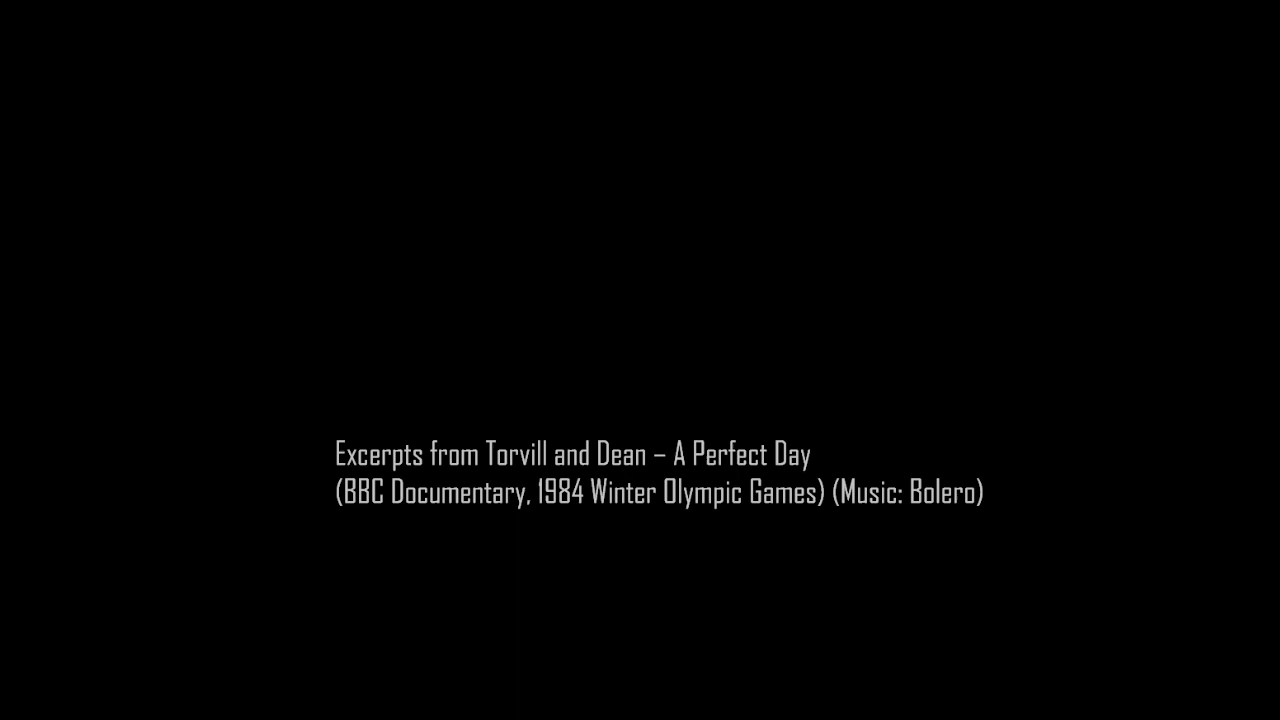 Excerpts from Torvill and Dean – A Perfect Day
(BBC Documentary, 1984 Winter Olympic Games) (Music: Bolero)